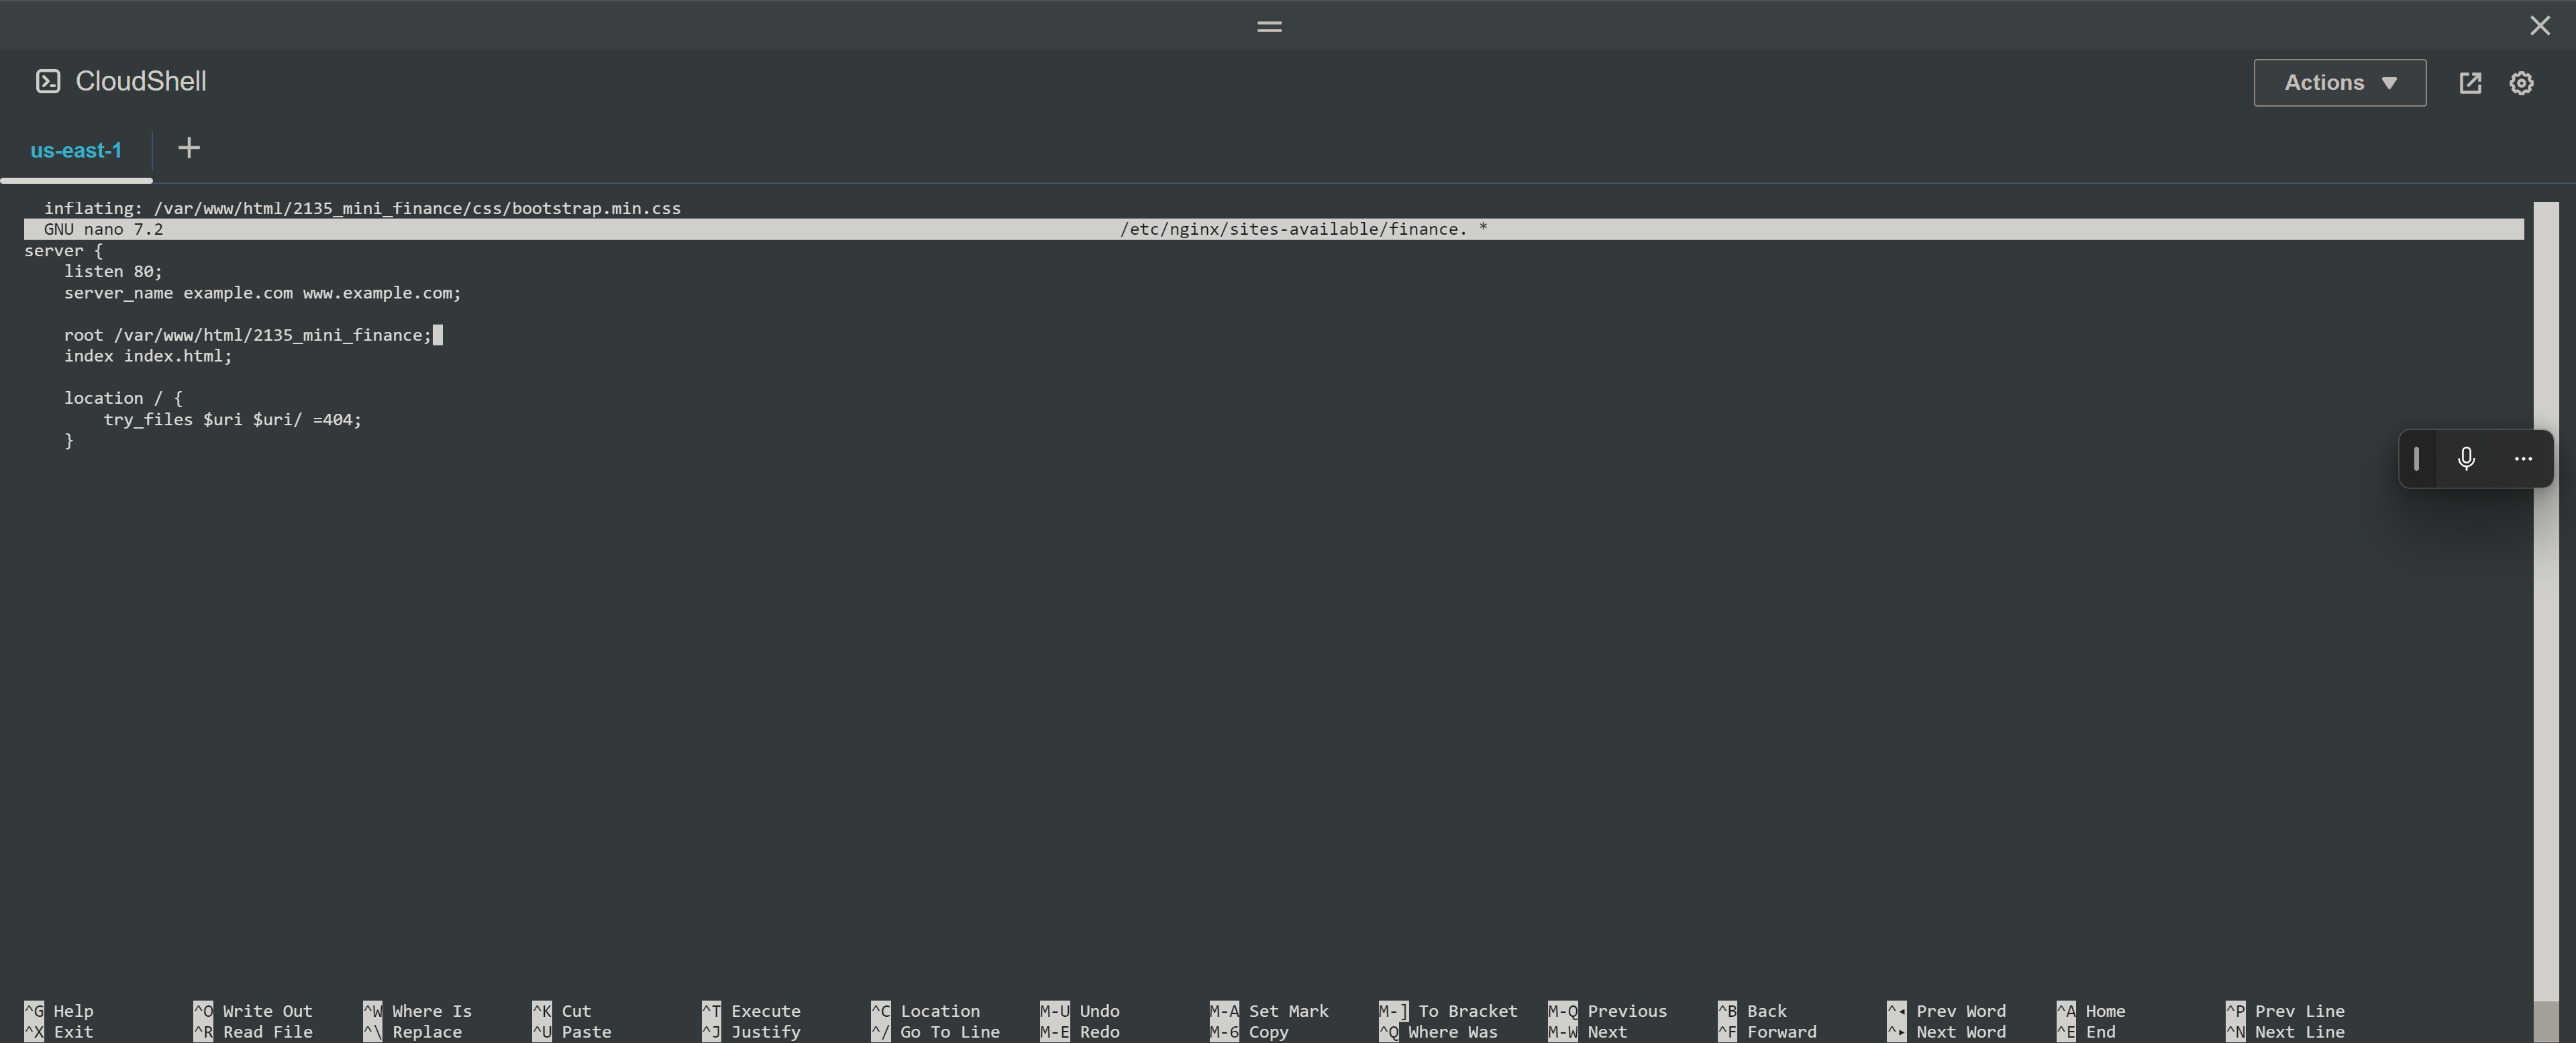 CloudShell
Actions
us-east-1
inflating: /var/www/html/2135_mini_finance/css/bootstrap.min.css
GNU nano 7.2 /etc/nginx/sites-available/finance. *
server {
listen 80;
server_name example.com www.example.com;
root /var/www/html/2135_mini_finance;
index index.html;
location / {
try_files $uri $uri/ =404;
}
^G Help ^O Write Out ^W Where Is ^K Cut ^T Execute ^C Location M-U Undo M-A Set Mark M-] To Bracket M-Q Previous ^B Back ^◂ Prev Word ^A Home ^P Prev Line
^X Exit ^R Read File ^\ Replace ^U Paste ^J Justify ^/ Go To Line M-E Redo M-6 Copy ^Q Where Was M-W Next ^F Forward ^▸ Next Word ^E End ^N Next Line